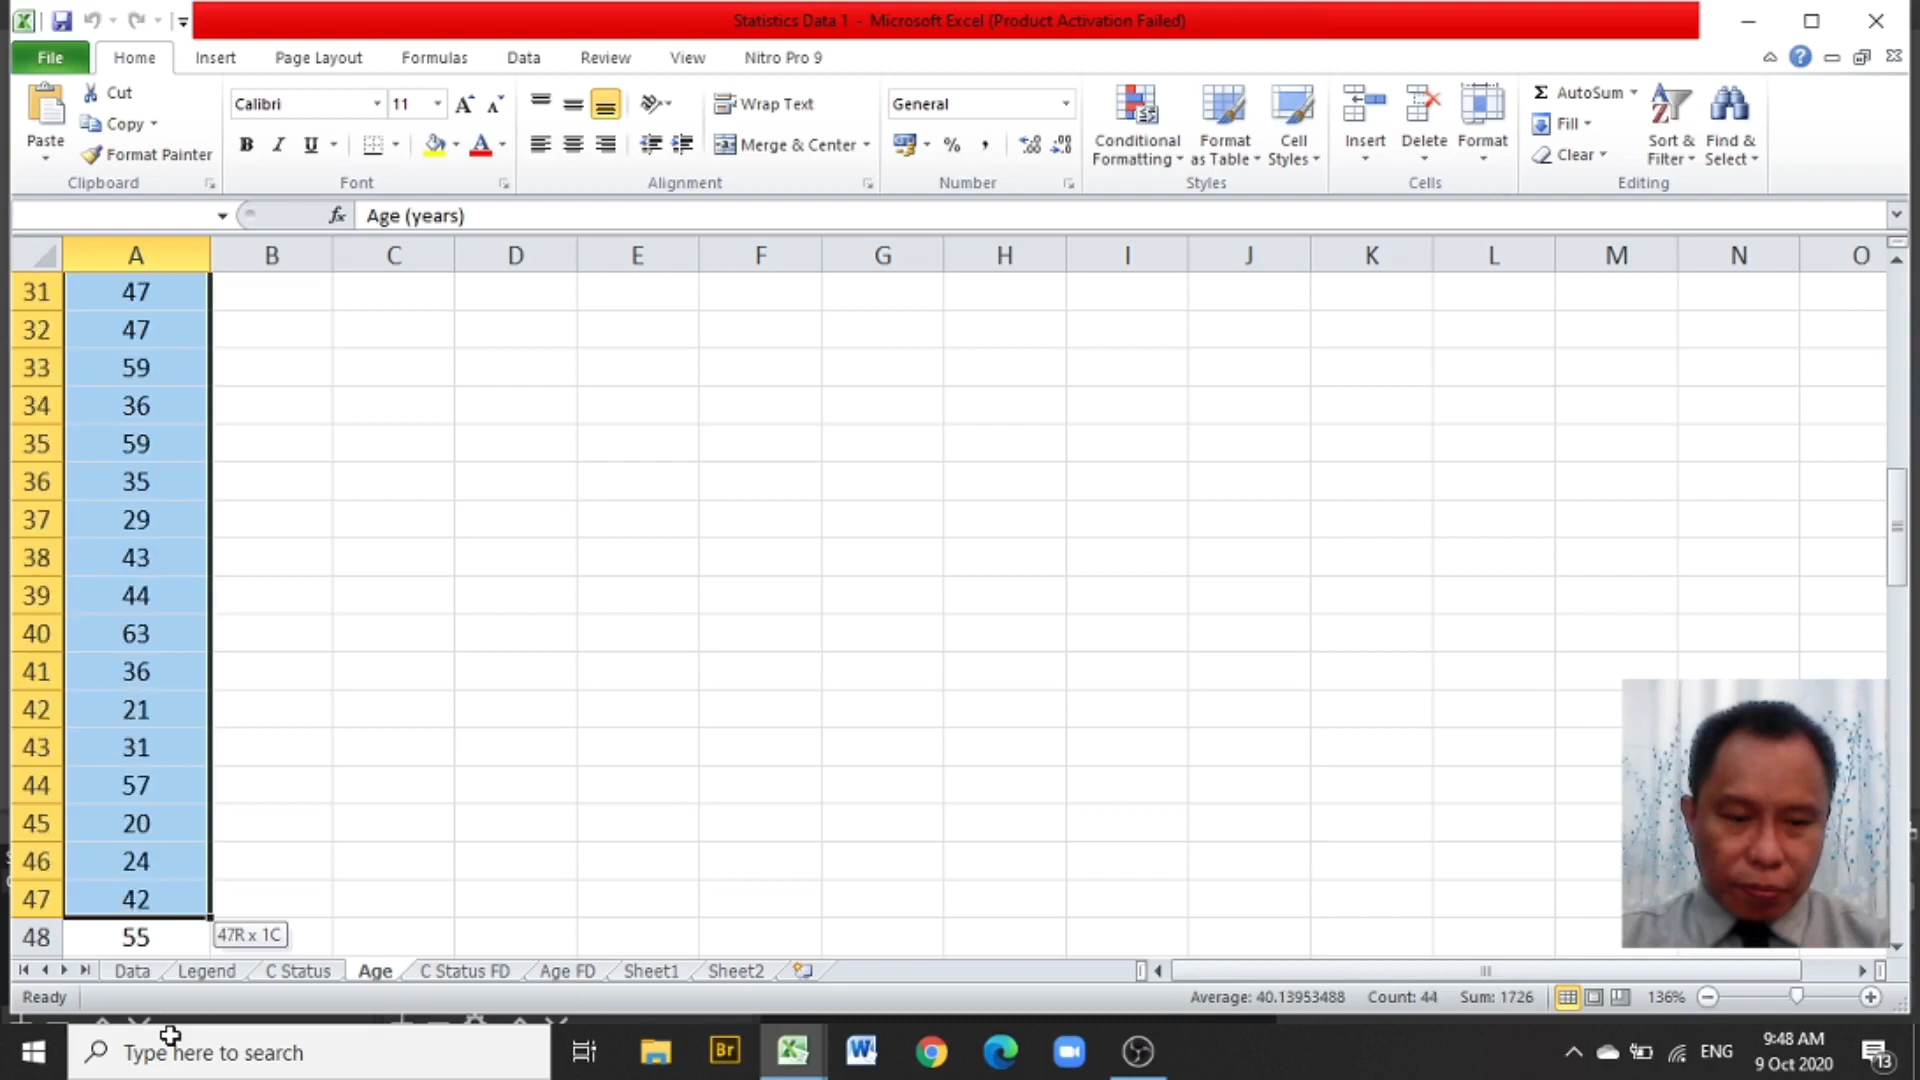 Statistics Data 1 - Microsoft Excel (Product Activation Failed)
File Home Insert Page Layout Formulas Data Review View Nitro Pro 9
Paste
Cut
Copy
Format Painter
Clipboard
Calibri 11
B I U
Font
Wrap Text
Merge & Center
Alignment
General
% ,
Number
Conditional Formatting
Format as Table
Cell Styles
Styles
Insert
Delete
Format
Cells
Σ AutoSum
Fill
Clear
Sort & Filter
Find & Select
Editing
fx Age (years)
A B C D E F G H I J K L M N O
31 47
32 47
33 59
34 36
35 59
36 35
37 29
38 43
39 44
40 63
41 36
42 21
43 31
44 57
45 20
46 24
47 42
48 55 47R x 1C
Data Legend C Status Age C Status FD Age FD Sheet1 Sheet2
Ready Average: 40.13953488 Count: 44 Sum: 1726 136%
Type here to search
Br
ENG
9:48 AM
9 Oct 2020
13